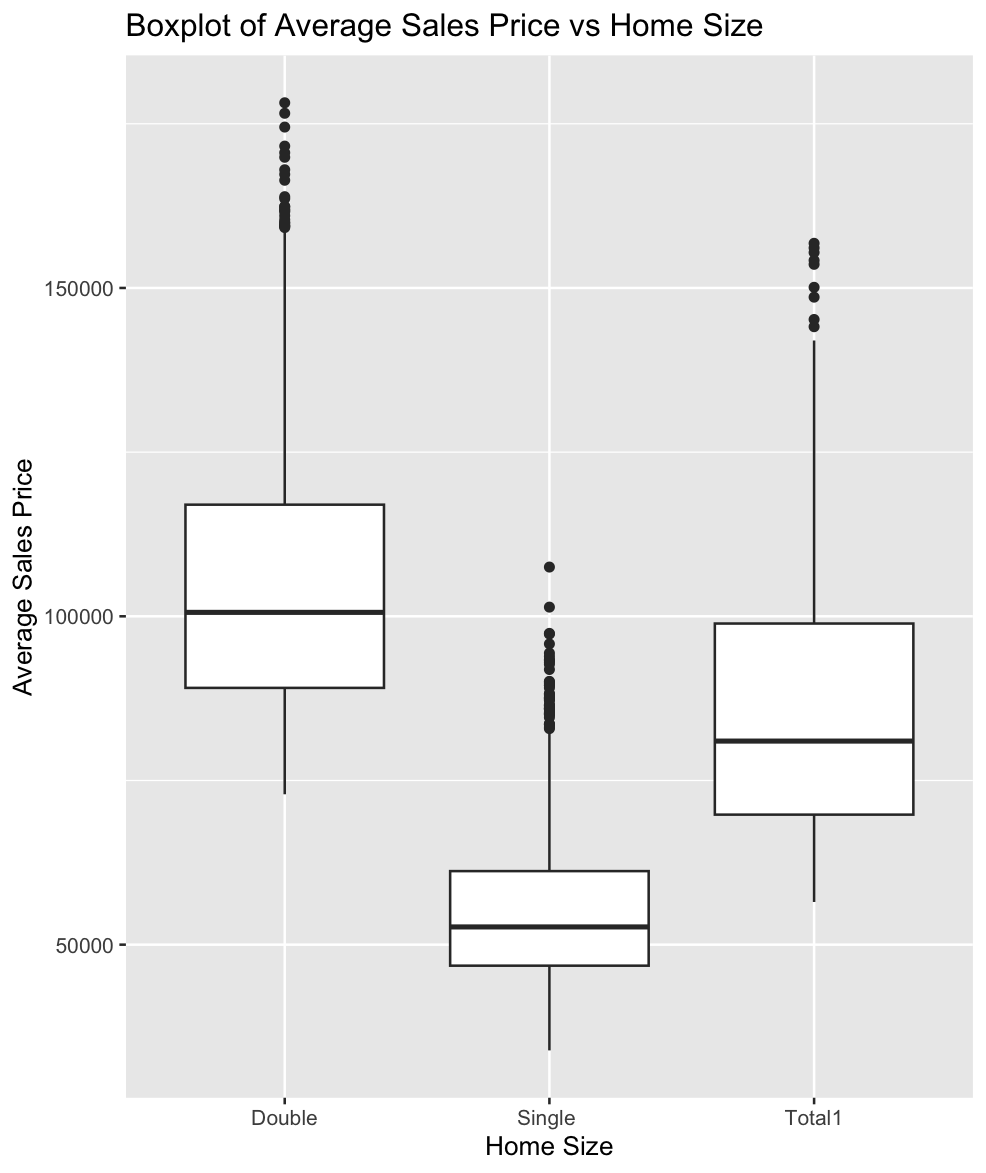 Boxplot of Average Sales Price vs Home Size
Average Sales Price
150000
100000
50000
Double
Single
Total1
Home Size